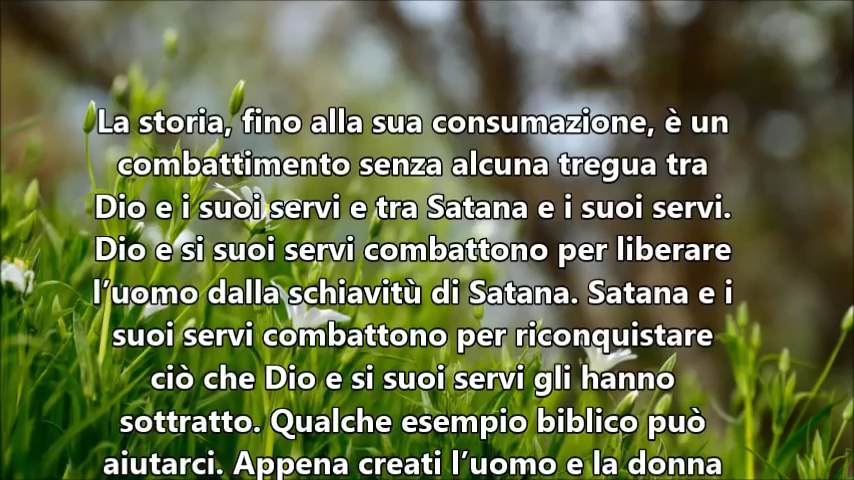 La storia, fino alla sua consumazione, è un
combattimento senza alcuna tregua tra
Dio e i suoi servi e tra Satana e i suoi servi.
Dio e si suoi servi combattono per liberare
l’uomo dalla schiavitù di Satana. Satana e i
suoi servi combattono per riconquistare
ciò che Dio e si suoi servi gli hanno
sottratto. Qualche esempio biblico può
aiutarci. Appena creati l’uomo e la donna